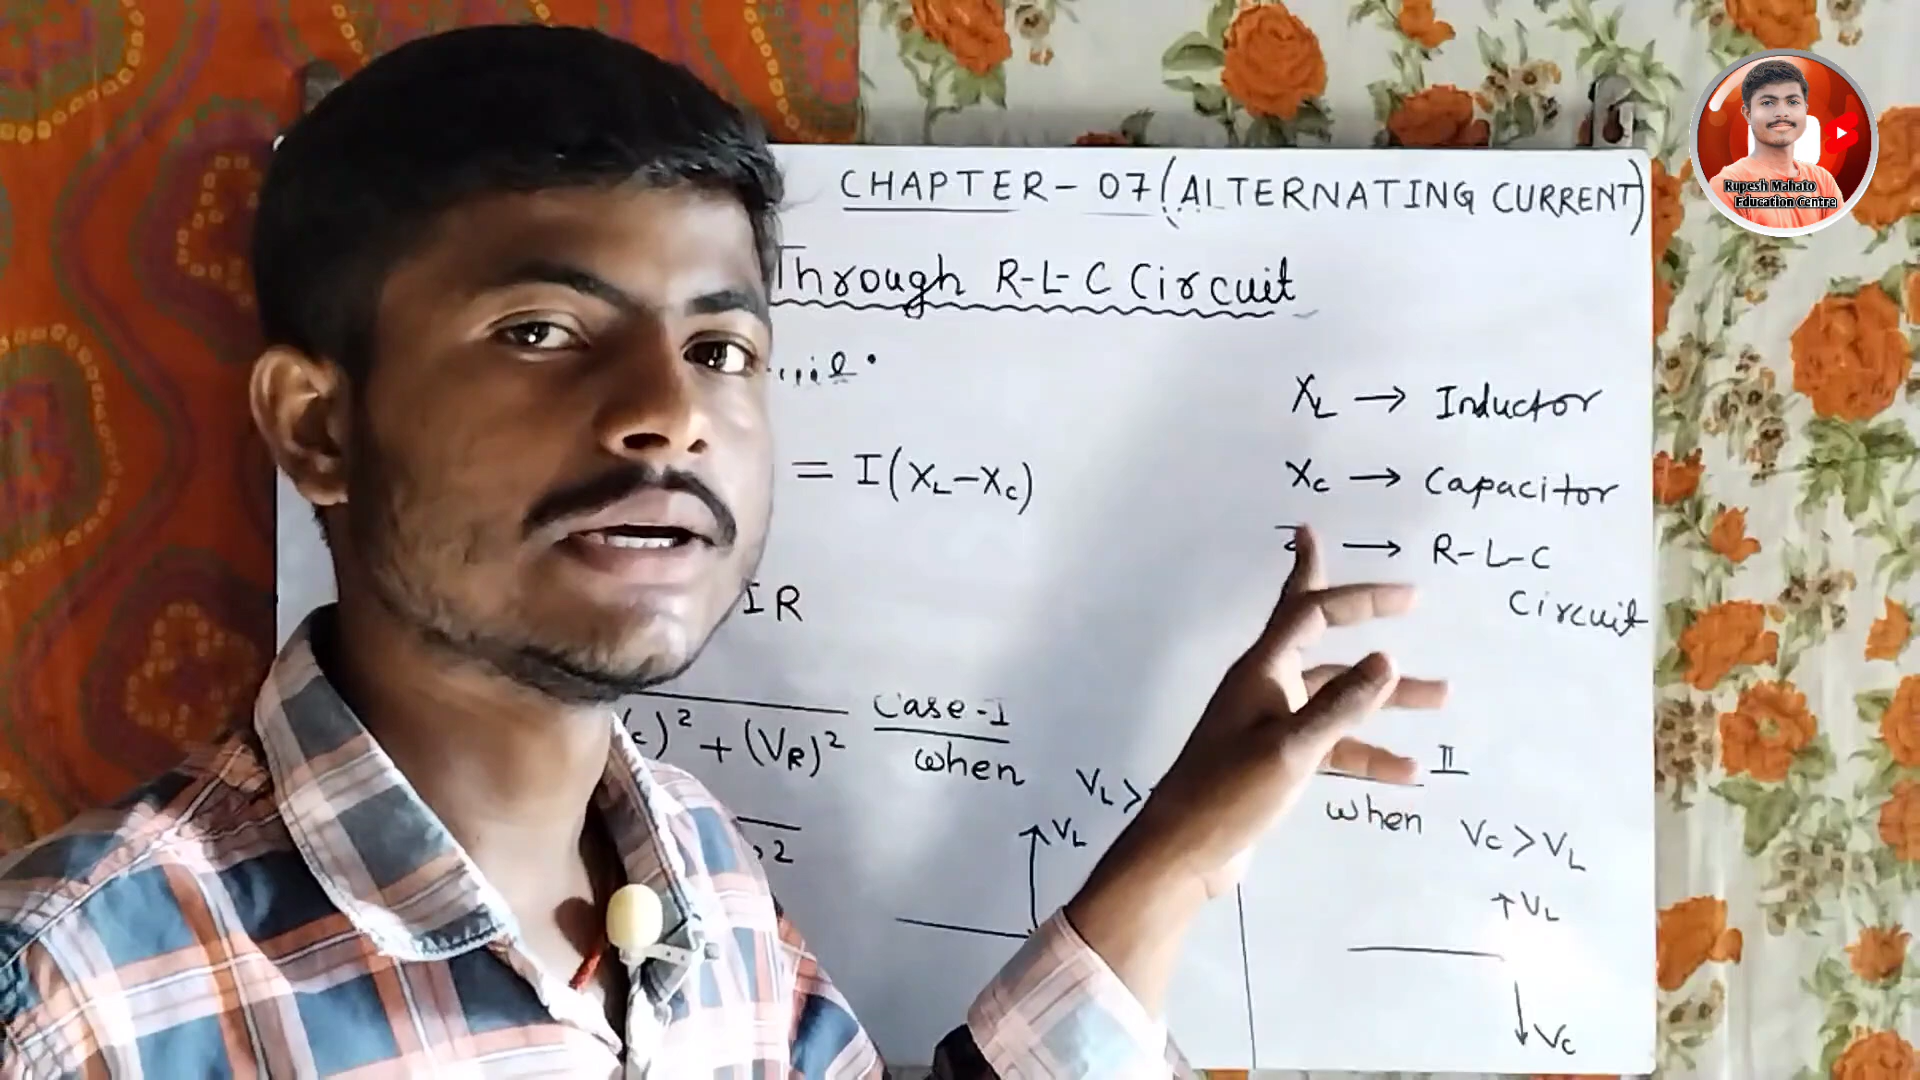 CHAPTER-07 (AlTERNATING CURRENT)
Through R-L-C Circuit
= I(XL-Xc)
IR
XL → Inductor
Xc → Capacitor
→ R-L-C
Circuit
c)² + (VR)²
Case-I
when
VL >
VL
II
when
Vc > VL
VL
Vc
Rupesh Mahato
Education Centre